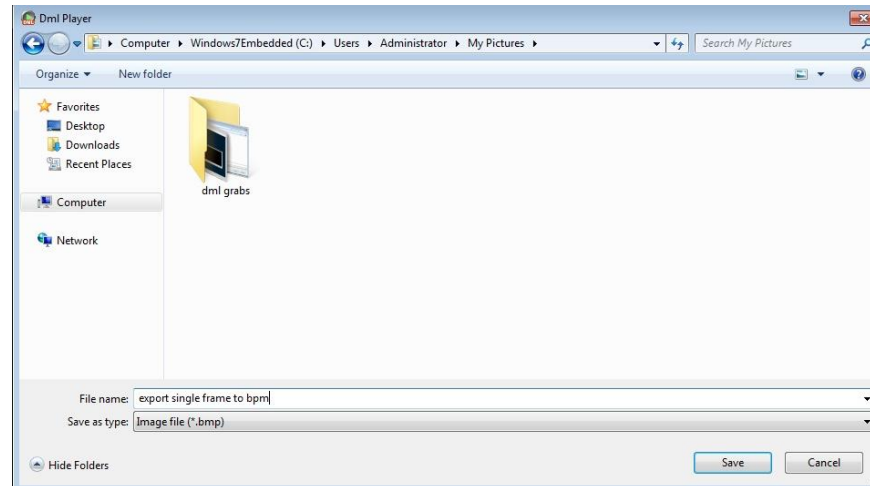 Dml Player
Computer ▸ Windows7Embedded (C:) ▸ Users ▸ Administrator ▸ My Pictures ▸
Search My Pictures
Organize
New folder
Favorites
Desktop
Downloads
Recent Places
Computer
Network
dml grabs
File name: export single frame to bpm
Save as type: Image file (*.bmp)
Hide Folders
Save
Cancel